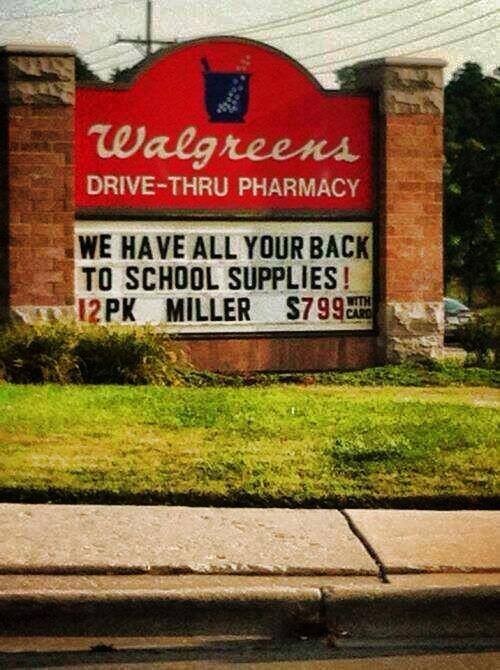 Walgreens
DRIVE-THRU PHARMACY
WE HAVE ALL YOUR BACK
TO SCHOOL SUPPLIES!
12PK MILLER $799 WITH CARD